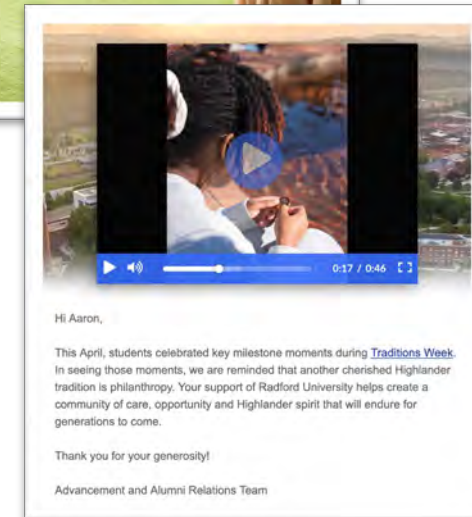 0:17 / 0:46
Hi Aaron,
This April, students celebrated key milestone moments during Traditions Week.
In seeing those moments, we are reminded that another cherished Highlander
tradition is philanthropy. Your support of Radford University helps create a
community of care, opportunity and Highlander spirit that will endure for
generations to come.
Thank you for your generosity!
Advancement and Alumni Relations Team